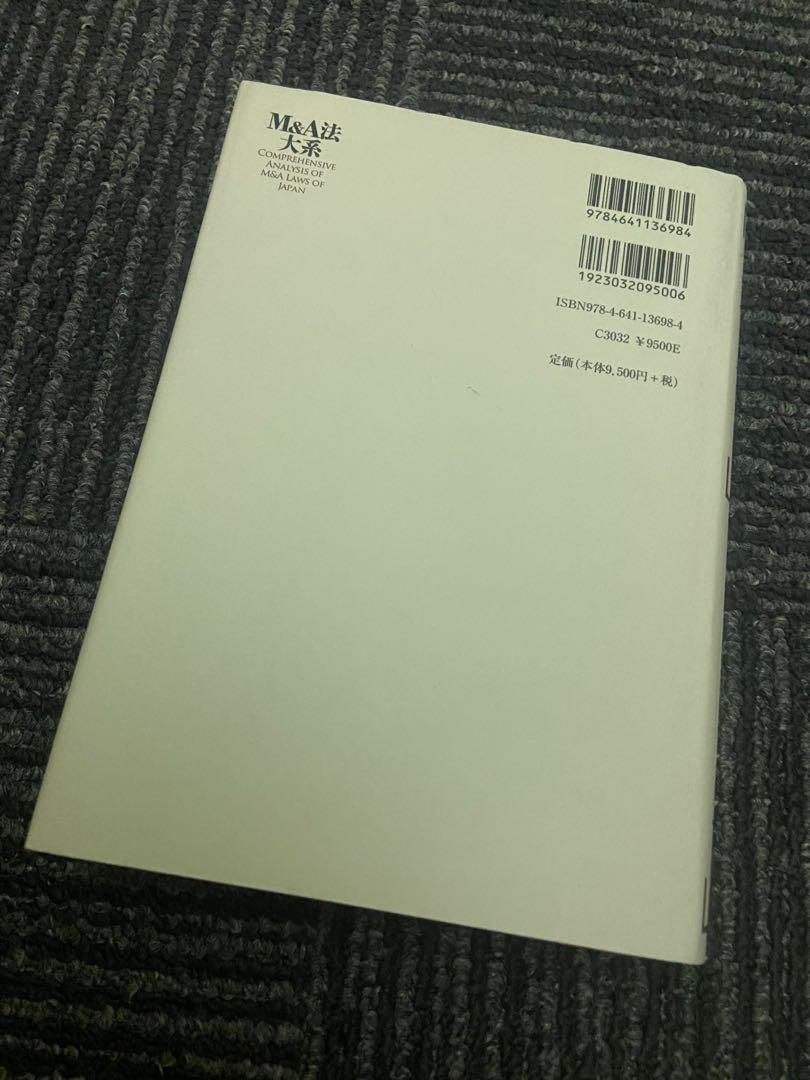 M&A法
大系
COMPREHENSIVE
ANALYSIS OF
M&A LAWS OF
JAPAN
9784641136984
1923032095006
ISBN978-4-641-13698-4
C3032 ¥9500E
定価(本体9,500円+税)